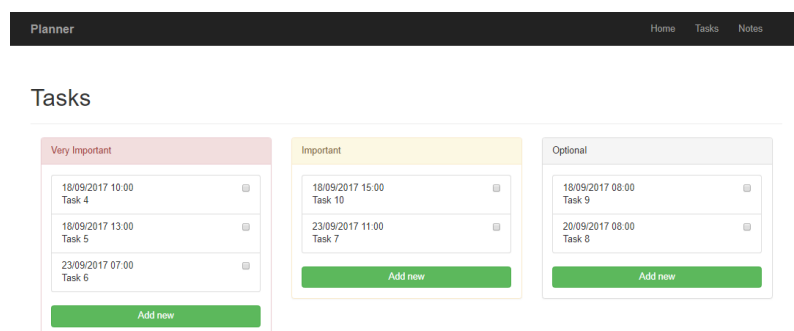 Planner Home Tasks Notes
Tasks
Very Important
18/09/2017 10:00
Task 4
18/09/2017 13:00
Task 5
23/09/2017 07:00
Task 6
Add new
Important
18/09/2017 15:00
Task 10
23/09/2017 11:00
Task 7
Add new
Optional
18/09/2017 08:00
Task 9
20/09/2017 08:00
Task 8
Add new